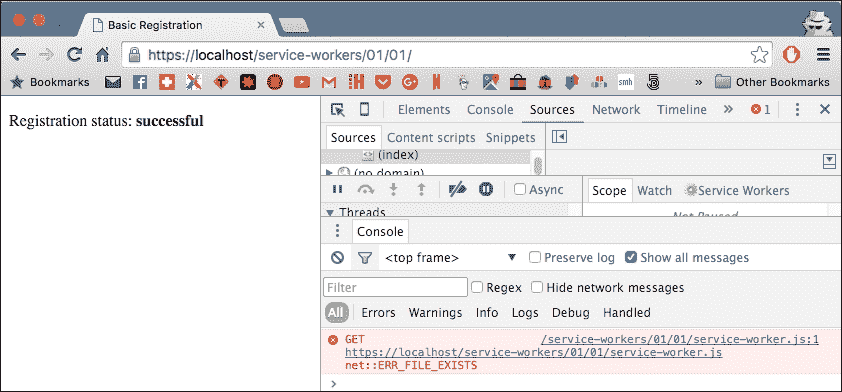 Basic Registration
https://localhost/service-workers/01/01/
Bookmarks
smh
Other Bookmarks
Registration status: successful
Elements Console Sources Network Timeline » 1
Sources Content scripts Snippets
(index)
(no domain)
Async
Scope Watch Service Workers
Threads
Not Paused
Console
<top frame> Preserve log Show all messages
Filter Regex Hide network messages
All Errors Warnings Info Logs Debug Handled
GET /service-workers/01/01/service-worker.js:1
https://localhost/service-workers/01/01/service-worker.js
net::ERR_FILE_EXISTS